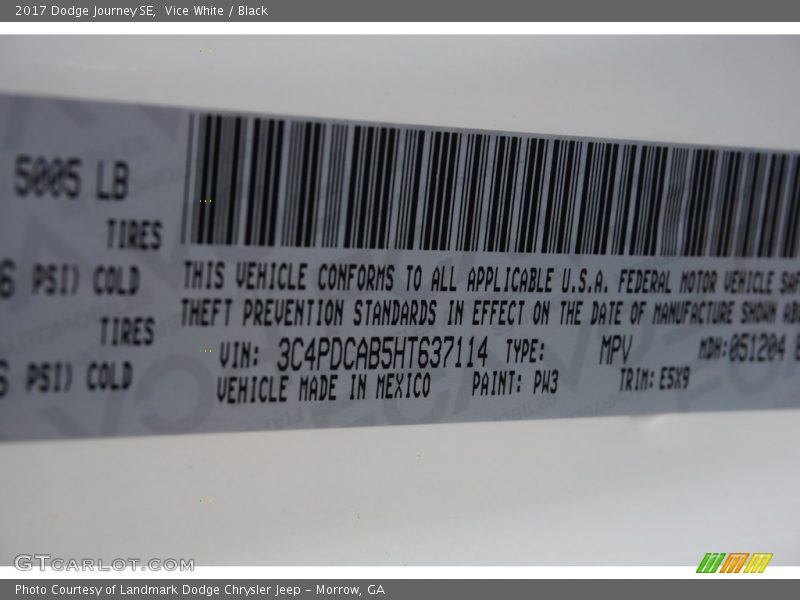 2017 Dodge Journey SE, Vice White / Black
5005 LB
TIRES
PSI) COLD
TIRES
PSI) COLD
THIS VEHICLE CONFORMS TO ALL APPLICABLE U.S.A. FEDERAL MOTOR VEHICLE SAF
THEFT PREVENTION STANDARDS IN EFFECT ON THE DATE OF MANUFACTURE SHOWN AB
VIN: 3C4PDCAB5HT637114 TYPE: MPV MDH: 051204
VEHICLE MADE IN MEXICO PAINT: PW3 TRIM: E5X9
GTCARLOT.COM
Photo Courtesy of Landmark Dodge Chrysler Jeep - Morrow, GA